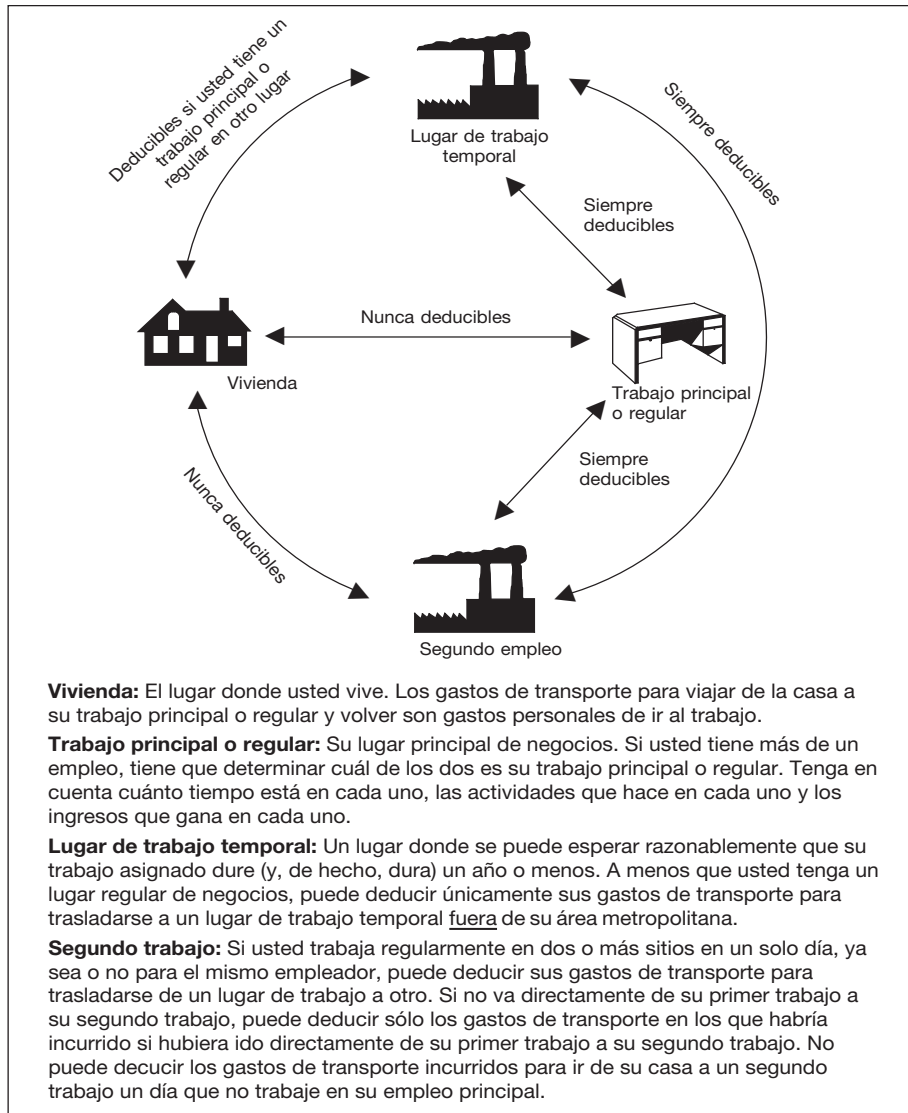 Deducibles si usted tiene un
trabajo principal o
regular en otro lugar
Lugar de trabajo
temporal
Siempre deducibles
Siempre
deducibles
Nunca deducibles
Vivienda
Trabajo principal
o regular
Siempre
deducibles
Nunca deducibles
Segundo empleo
Vivienda: El lugar donde usted vive. Los gastos de transporte para viajar de la casa a
su trabajo principal o regular y volver son gastos personales de ir al trabajo.
Trabajo principal o regular: Su lugar principal de negocios. Si usted tiene más de un
empleo, tiene que determinar cuál de los dos es su trabajo principal o regular. Tenga en
cuenta cuánto tiempo está en cada uno, las actividades que hace en cada uno y los
ingresos que gana en cada uno.
Lugar de trabajo temporal: Un lugar donde se puede esperar razonablemente que su
trabajo asignado dure (y, de hecho, dura) un año o menos. A menos que usted tenga un
lugar regular de negocios, puede deducir únicamente sus gastos de transporte para
trasladarse a un lugar de trabajo temporal fuera de su área metropolitana.
Segundo trabajo: Si usted trabaja regularmente en dos o más sitios en un solo día, ya
sea o no para el mismo empleador, puede deducir sus gastos de transporte para
trasladarse de un lugar de trabajo a otro. Si no va directamente de su primer trabajo a
su segundo trabajo, puede deducir sólo los gastos de transporte en los que habría
incurrido si hubiera ido directamente de su primer trabajo a su segundo trabajo. No
puede decucir los gastos de transporte incurridos para ir de su casa a un segundo
trabajo un día que no trabaje en su empleo principal.